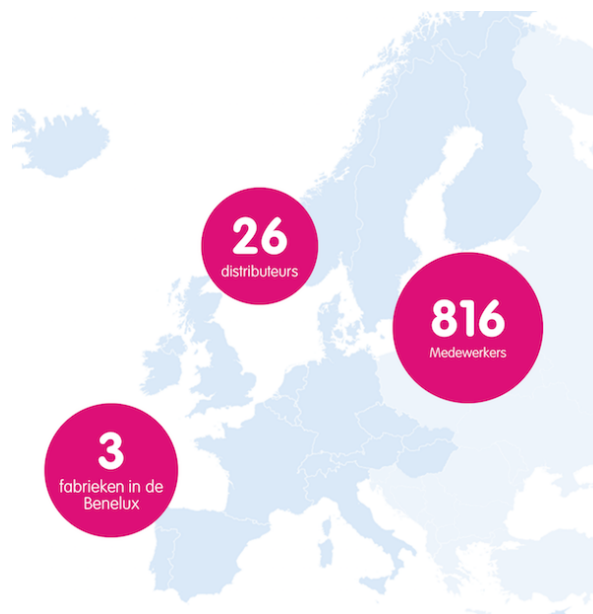 26
distributeurs
816
Medewerkers
3
fabrieken in de
Benelux